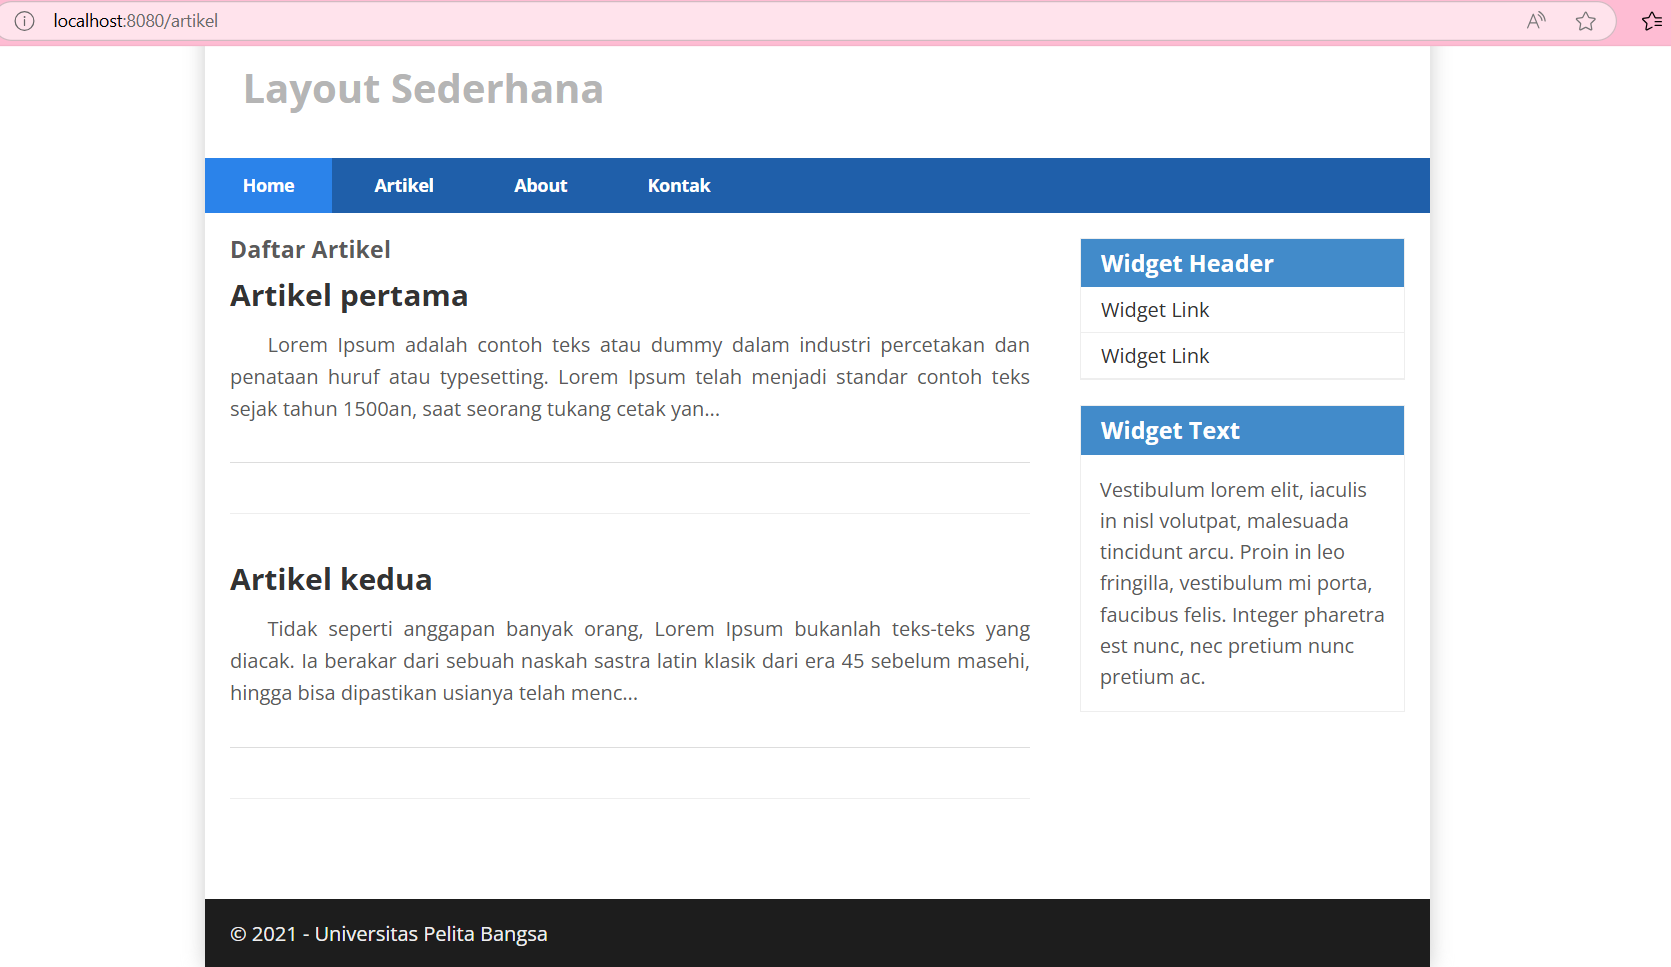 localhost:8080/artikel
Layout Sederhana
Home Artikel About Kontak
Daftar Artikel
Artikel pertama
Lorem Ipsum adalah contoh teks atau dummy dalam industri percetakan dan
penataan huruf atau typesetting. Lorem Ipsum telah menjadi standar contoh teks
sejak tahun 1500an, saat seorang tukang cetak yan...
Artikel kedua
Tidak seperti anggapan banyak orang, Lorem Ipsum bukanlah teks-teks yang
diacak. Ia berakar dari sebuah naskah sastra latin klasik dari era 45 sebelum masehi,
hingga bisa dipastikan usianya telah menc...
Widget Header
Widget Link
Widget Link
Widget Text
Vestibulum lorem elit, iaculis
in nisl volutpat, malesuada
tincidunt arcu. Proin in leo
fringilla, vestibulum mi porta,
faucibus felis. Integer pharetra
est nunc, nec pretium nunc
pretium ac.
© 2021 - Universitas Pelita Bangsa